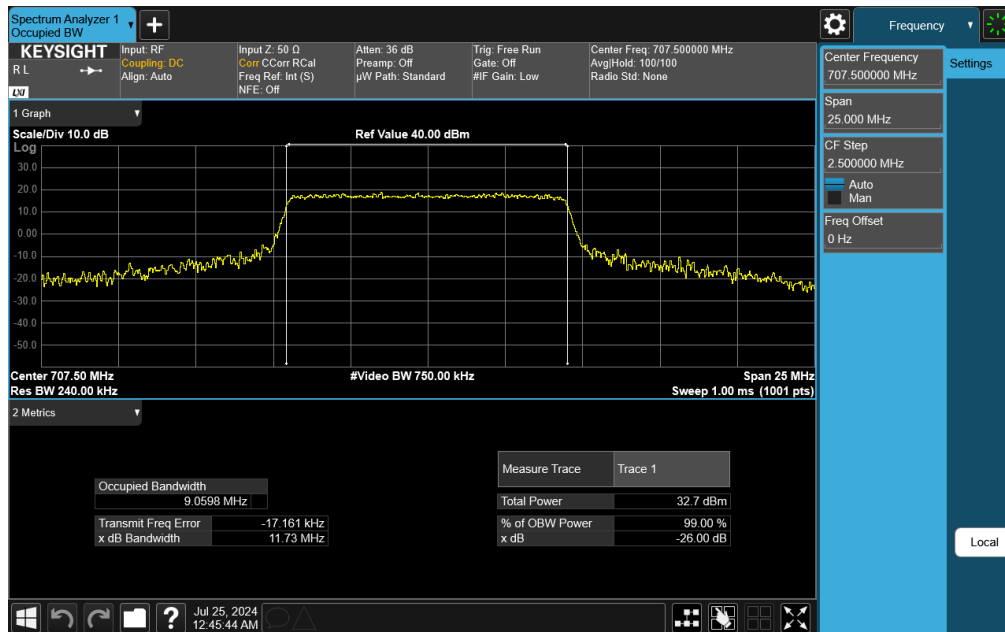 Spectrum Analyzer 1
Occupied BW
Frequency
KEYSIGHT
R L
LXI
Input: RF
Coupling: DC
Align: Auto
Input Z: 50 Ω
Corr CCorr RCal
Freq Ref: Int (S)
NFE: Off
Atten: 36 dB
Preamp: Off
µW Path: Standard
Trig: Free Run
Gate: Off
#IF Gain: Low
Center Freq: 707.500000 MHz
Avg|Hold: 100/100
Radio Std: None
Center Frequency
707.500000 MHz
Settings
Span
25.000 MHz
CF Step
2.500000 MHz
Auto
Man
Freq Offset
0 Hz
Local
1 Graph
Scale/Div 10.0 dB
Ref Value 40.00 dBm
Log
30.0
20.0
10.0
0.00
-10.0
-20.0
-30.0
-40.0
-50.0
Center 707.50 MHz
#Video BW 750.00 kHz
Span 25 MHz
Res BW 240.00 kHz
Sweep 1.00 ms (1001 pts)
2 Metrics
Measure Trace
Trace 1
Occupied Bandwidth
9.0598 MHz
Total Power
32.7 dBm
Transmit Freq Error
-17.161 kHz
% of OBW Power
99.00 %
x dB Bandwidth
11.73 MHz
x dB
-26.00 dB
?
Jul 25, 2024
12:45:44 AM